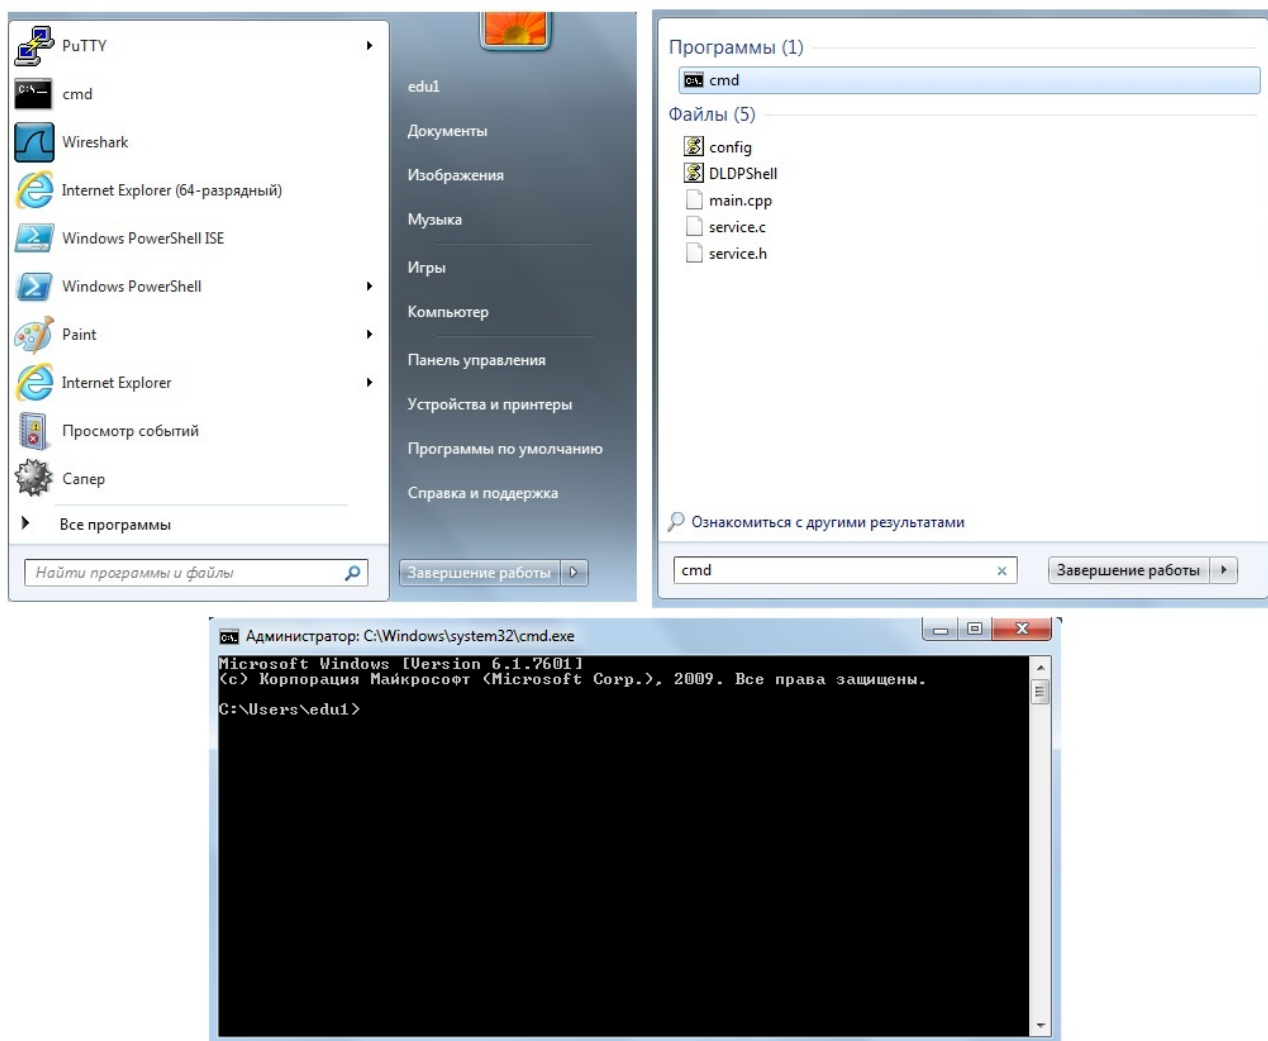 PuTTY
cmd
Wireshark
Internet Explorer (64-разрядный)
Windows PowerShell ISE
Windows PowerShell
Paint
Internet Explorer
Просмотр событий
Сапер
Все программы
Найти программы и файлы
edu1
Документы
Изображения
Музыка
Игры
Компьютер
Панель управления
Устройства и принтеры
Программы по умолчанию
Справка и поддержка
Завершение работы
Программы (1)
cmd
Файлы (5)
config
DLDPShell
main.cpp
service.c
service.h
Ознакомиться с другими результатами
cmd
Завершение работы
Администратор: C:\Windows\system32\cmd.exe
Microsoft Windows [Version 6.1.7601]
(c) Корпорация Майкрософт (Microsoft Corp.), 2009. Все права защищены.
C:\Users\edu1>